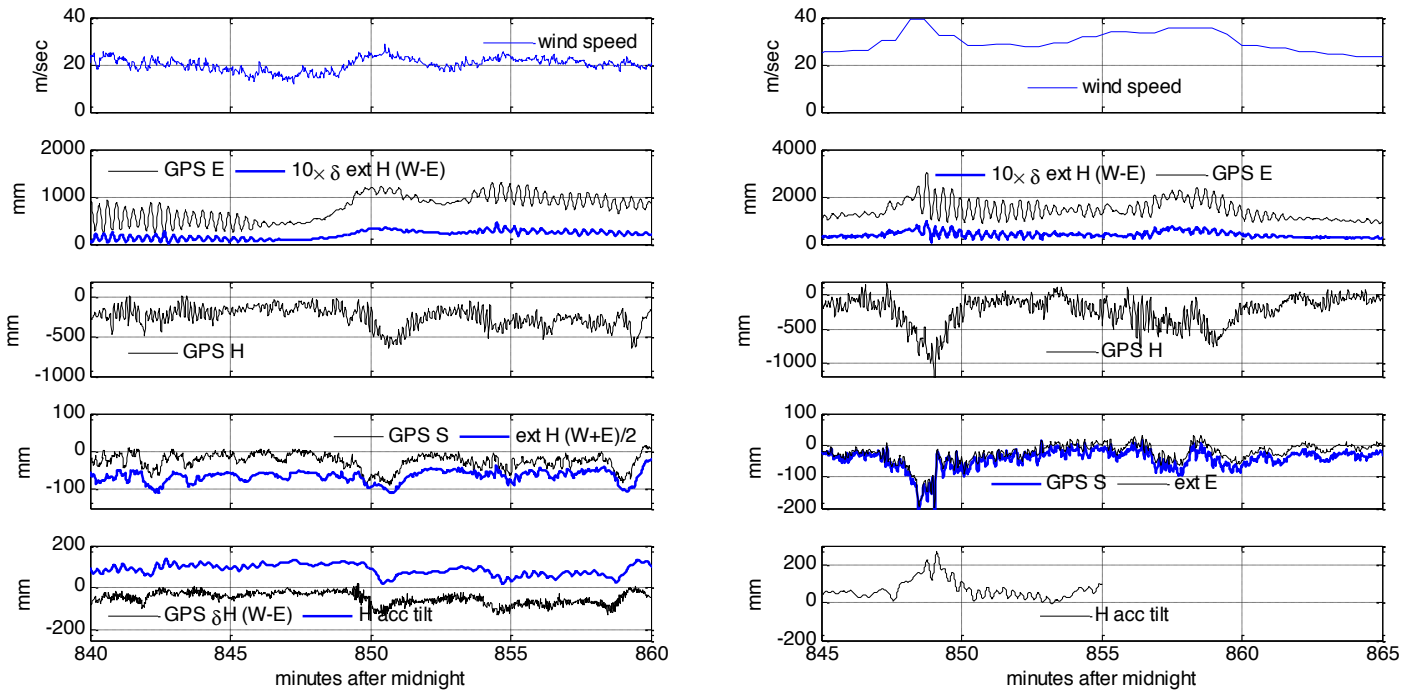 40
20
0
m/sec
wind speed
2000
1000
0
mm
GPS E 10× δ ext H (W-E)
0
-500
-1000
mm
GPS H
100
0
-100
mm
GPS S ext H (W+E)/2
200
0
-200
mm
GPS δH (W-E) H acc tilt
840 845 850 855 860
minutes after midnight
40
20
0
m/sec
wind speed
4000
2000
0
mm
10× δ ext H (W-E) GPS E
0
-500
-1000
mm
GPS H
100
0
-100
-200
mm
GPS S ext E
200
0
-200
mm
H acc tilt
845 850 855 860 865
minutes after midnight